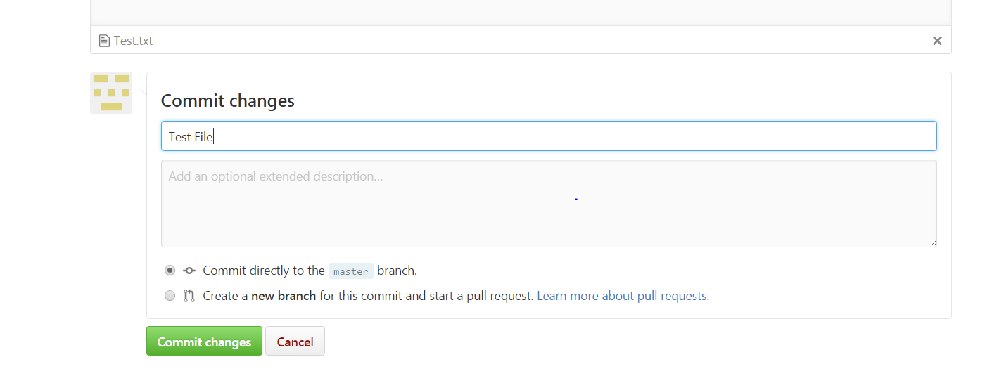 Test.txt
Commit changes
Test File
Add an optional extended description...
Commit directly to the master branch.
Create a new branch for this commit and start a pull request. Learn more about pull requests.
Commit changes Cancel